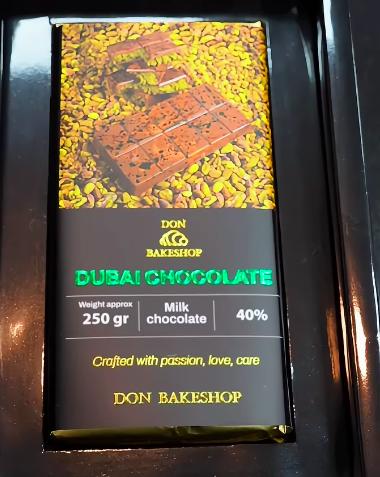 DON
BAKESHOP
DUBAI CHOCOLATE
Weight approx
250 gr
Milk
chocolate
40%
Crafted with passion, love, care
DON BAKESHOP